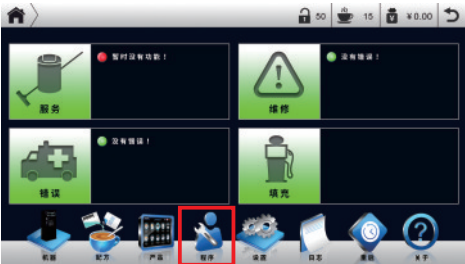 50 15 ¥0.00
服务
暂时没有功能！
维修
没有错误！
错误
没有错误！
填充
机器 配方 产品 程序 设置 日志 重启 关于